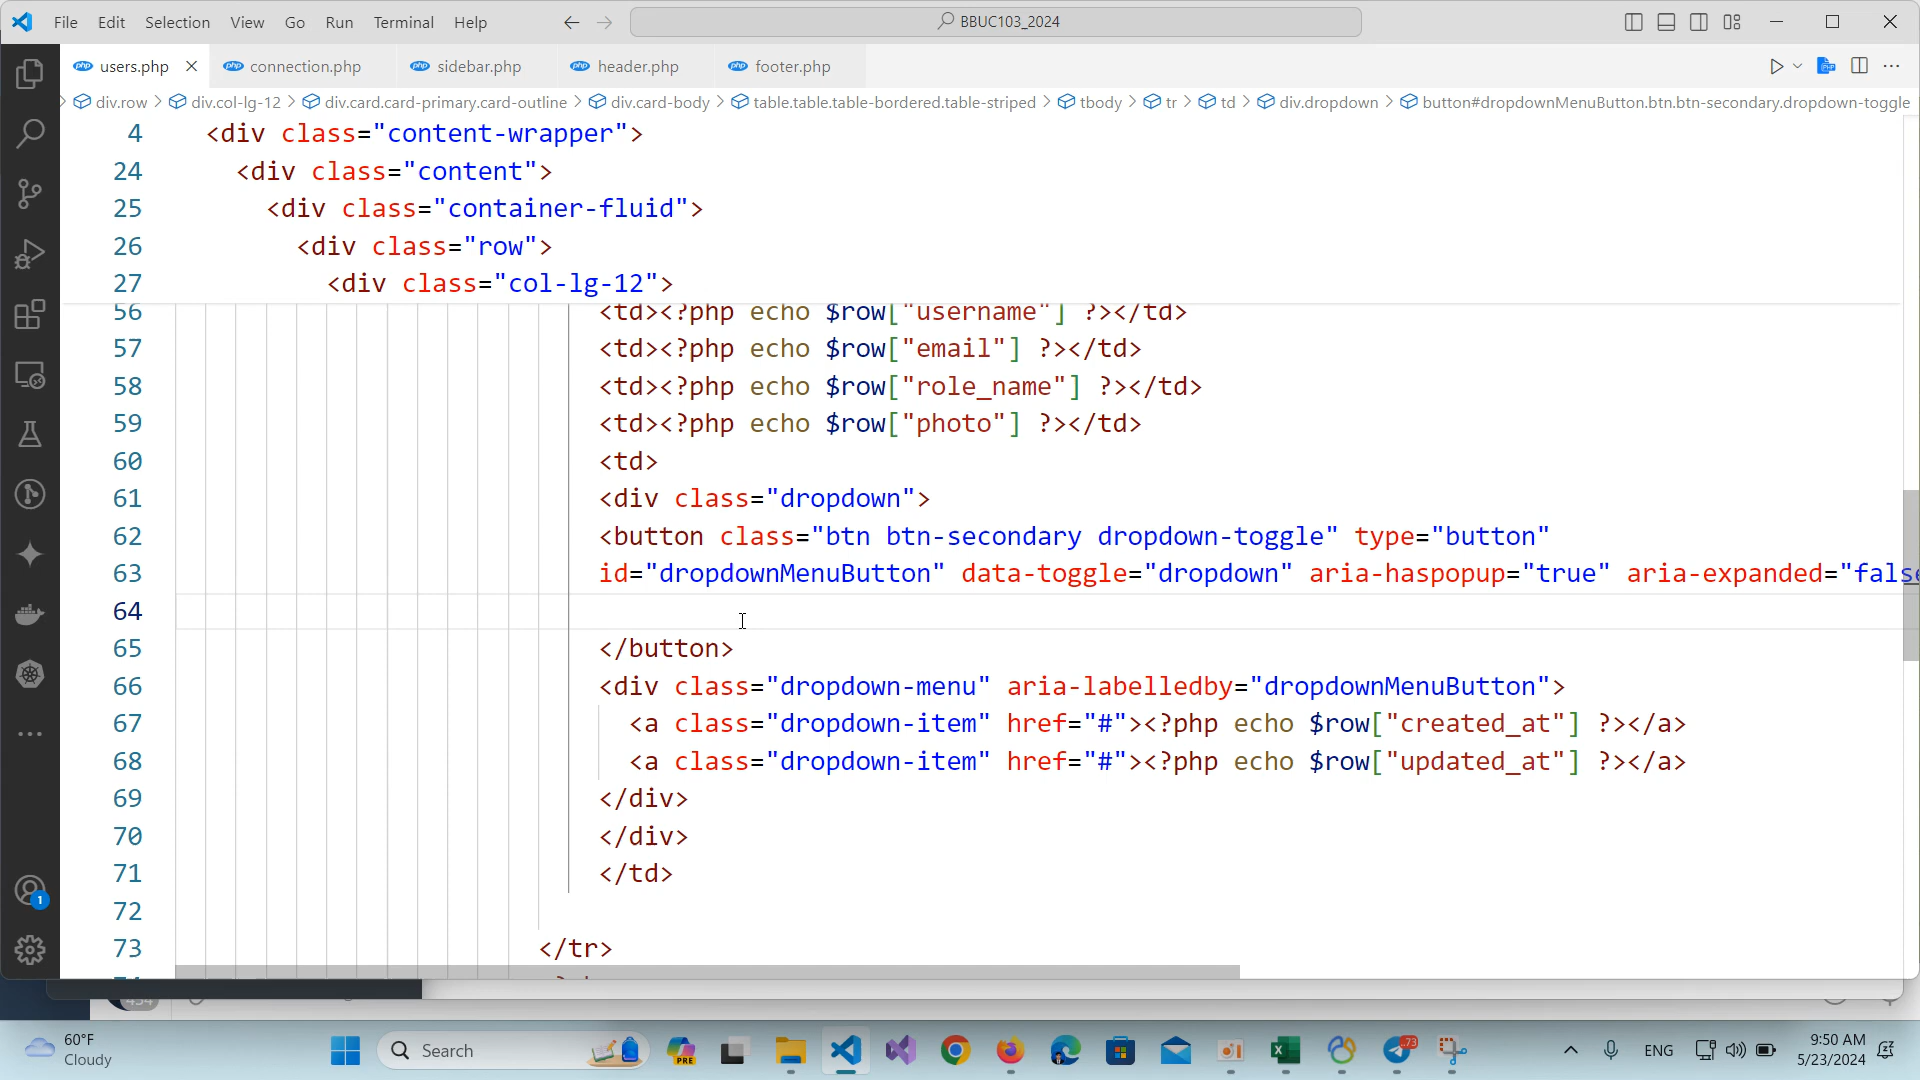 File Edit Selection View Go Run Terminal Help
BBUC103_2024
users.php
connection.php
sidebar.php
header.php
footer.php
div.row > div.col-lg-12 > div.card.card-primary.card-outline > div.card-body > table.table.table-bordered.table-striped > tbody > tr > td > div.dropdown > button#dropdownMenuButton.btn.btn-secondary.dropdown-toggle
4 <div class="content-wrapper">
24 <div class="content">
25 <div class="container-fluid">
26 <div class="row">
27 <div class="col-lg-12">
56 <td><?php echo $row["username"] ?></td>
57 <td><?php echo $row["email"] ?></td>
58 <td><?php echo $row["role_name"] ?></td>
59 <td><?php echo $row["photo"] ?></td>
60 <td>
61 <div class="dropdown">
62 <button class="btn btn-secondary dropdown-toggle" type="button"
63 id="dropdownMenuButton" data-toggle="dropdown" aria-haspopup="true" aria-expanded="false
64
65 </button>
66 <div class="dropdown-menu" aria-labelledby="dropdownMenuButton">
67 <a class="dropdown-item" href="#"><?php echo $row["created_at"] ?></a>
68 <a class="dropdown-item" href="#"><?php echo $row["updated_at"] ?></a>
69 </div>
70 </div>
71 </td>
72
73 </tr>
1
60°F
Cloudy
Search
PRE
73
ENG
9:50 AM
5/23/2024